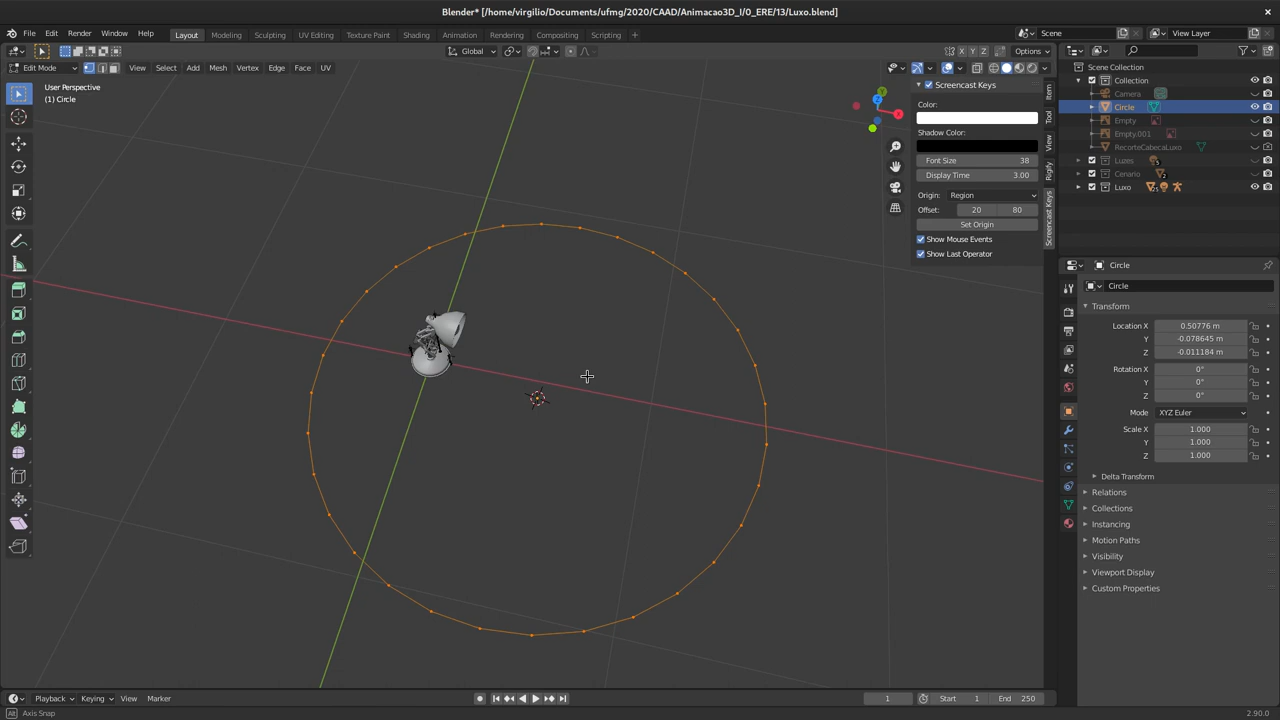 Blender* [/home/virgilio/Documents/ufmg/2020/CAAD/Animacao3D_I/0_ERE/13/Luxo.blend]
File Edit Render Window Help Layout Modeling Sculpting UV Editing Texture Paint Shading Animation Rendering Compositing Scripting Scene View Layer
Global X Y Z Options
Edit Mode View Select Add Mesh Vertex Edge Face UV
User Perspective
(1) Circle
Screencast Keys
Color:
Shadow Color:
Font Size 38
Display Time 3.00
Origin: Region
Offset: 20 80
Set Origin
Show Mouse Events
Show Last Operator
Item
Tool
View
Rigify
Screencast Keys
Z
X
Scene Collection
Collection
Camera
Circle
Empty
Empty.001
RecorteCabecaLuxo
Luzes 5
Cenario 2
Luxo
Circle
Circle
Transform
Location X 0.50776 m
Y -0.078645 m
Z -0.011184 m
Rotation X 0°
Y 0°
Z 0°
Mode XYZ Euler
Scale X 1.000
Y 1.000
Z 1.000
Delta Transform
Relations
Collections
Instancing
Motion Paths
Visibility
Viewport Display
Custom Properties
Playback Keying View Marker 1 Start 1 End 250
Alt Axis Snap 2.90.0